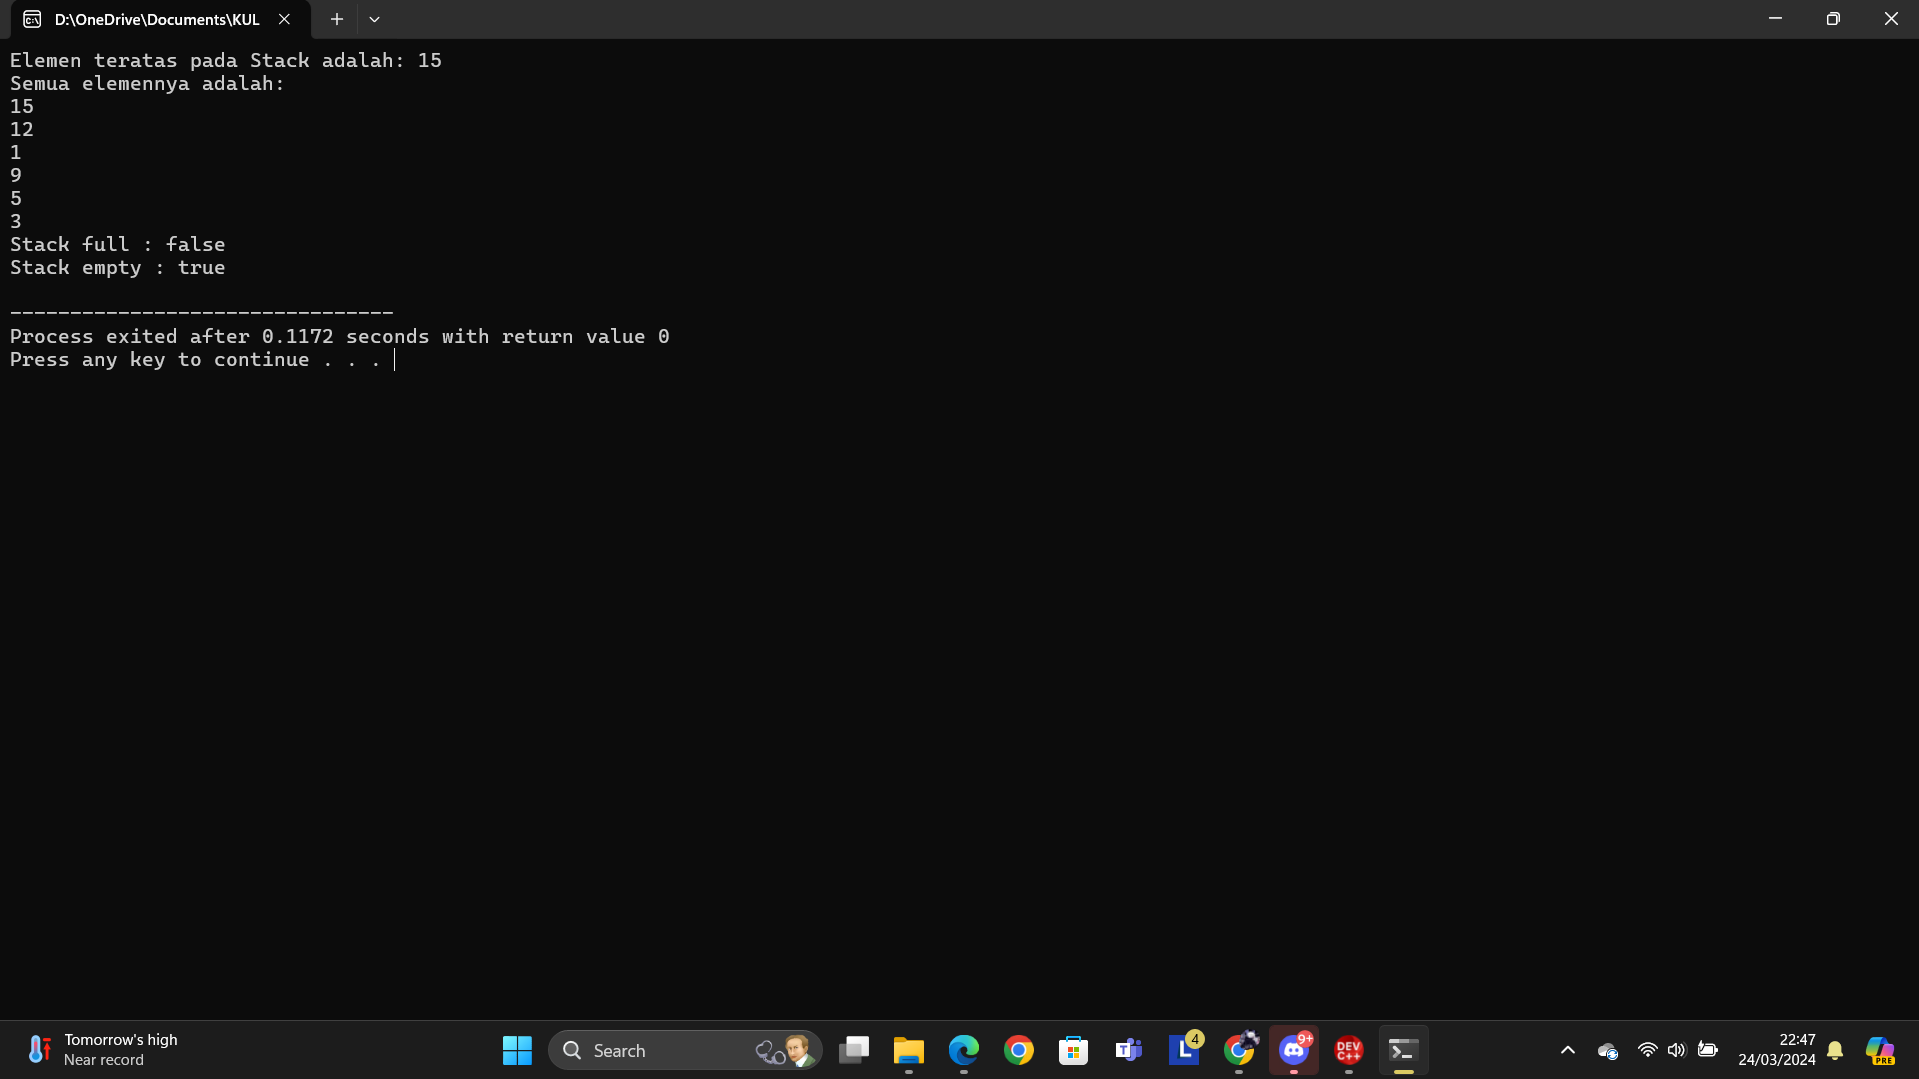 D:\OneDrive\Documents\KUL
Elemen teratas pada Stack adalah: 15
Semua elemennya adalah:
15
12
1
9
5
3
Stack full : false
Stack empty : true
--------------------------------
Process exited after 0.1172 seconds with return value 0
Press any key to continue . . .
Tomorrow's high
Near record
Search
4
L
9+
DEV
C++
22:47
24/03/2024
PRE